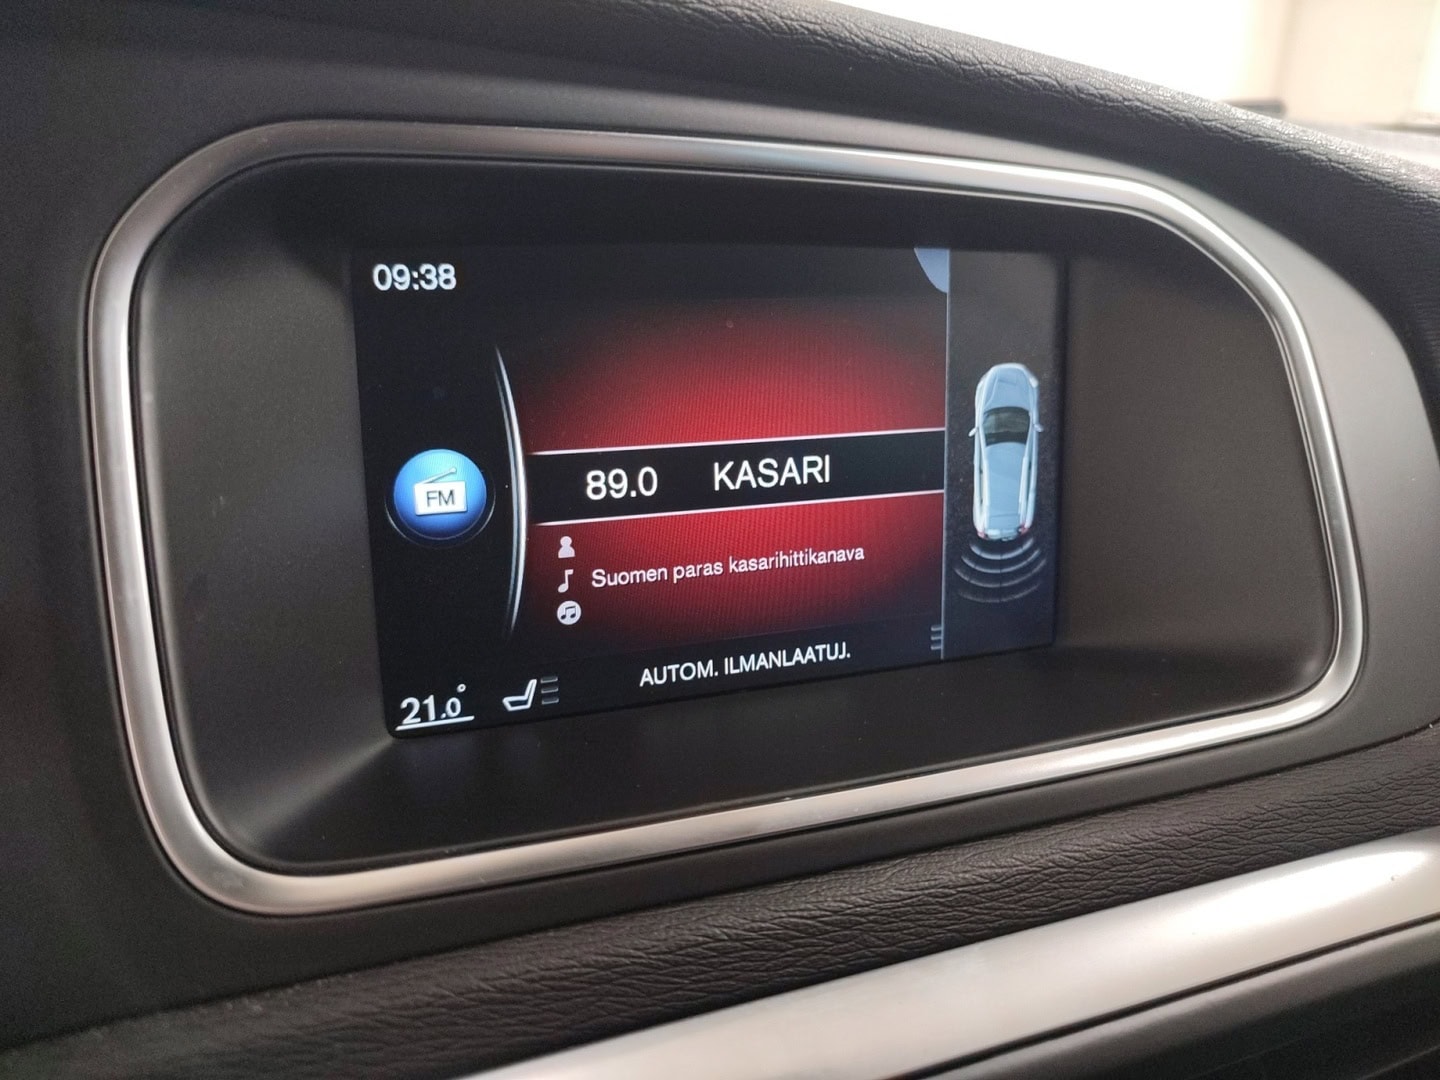 09:38
FM
89.0 KASARI
Suomen paras kasarihittikanava
AUTOM. ILMANLAATUJ.
21.0°